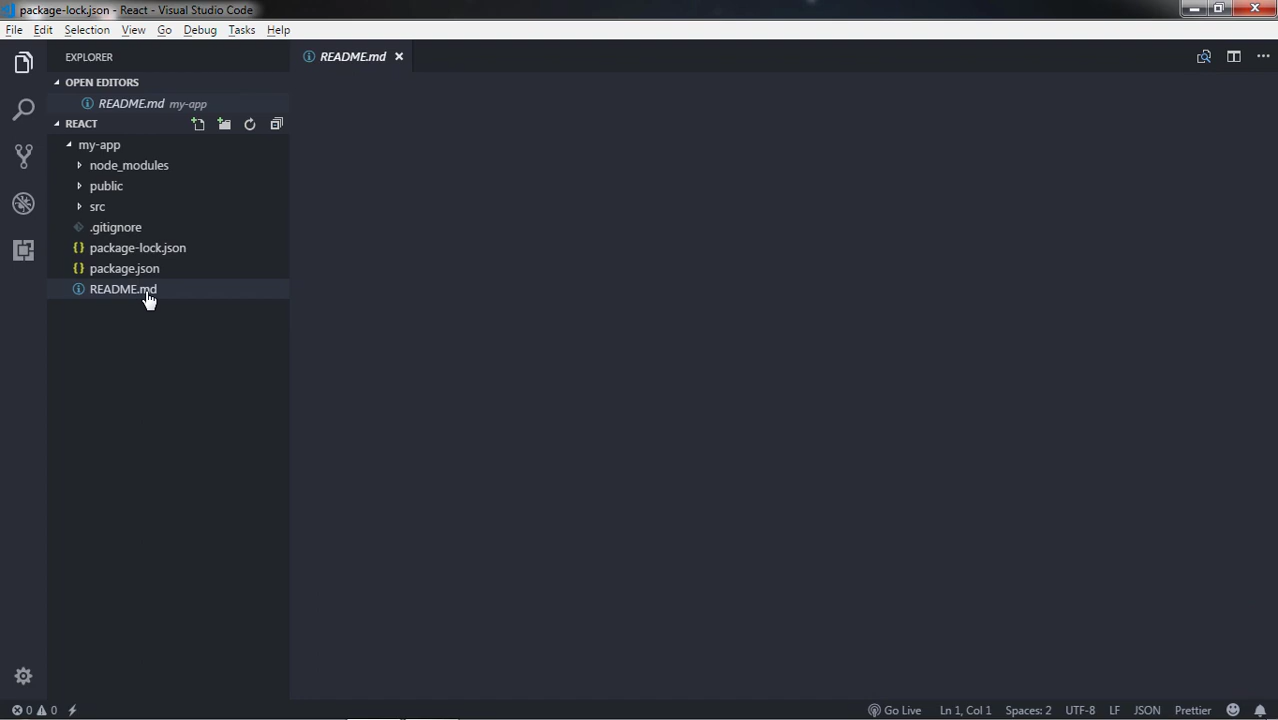 package-lock.json - React - Visual Studio Code
File Edit Selection View Go Debug Tasks Help
EXPLORER
README.md
OPEN EDITORS
README.md my-app
REACT
my-app
node_modules
public
src
.gitignore
{} package-lock.json
{} package.json
README.md
0 0 Go Live Ln 1, Col 1 Spaces: 2 UTF-8 LF JSON Prettier